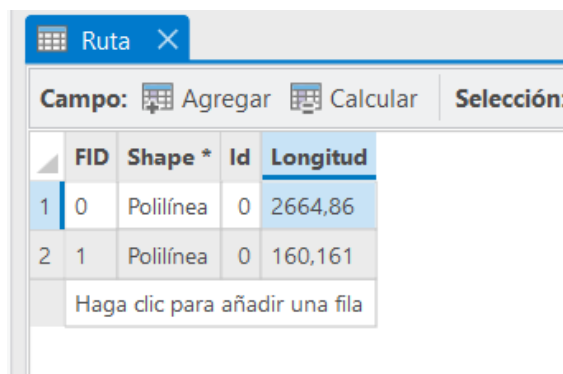 Ruta
Campo: Agregar Calcular Selección:
FID Shape * Id Longitud
1 0 Polilínea 0 2664,86
2 1 Polilínea 0 160,161
Haga clic para añadir una fila